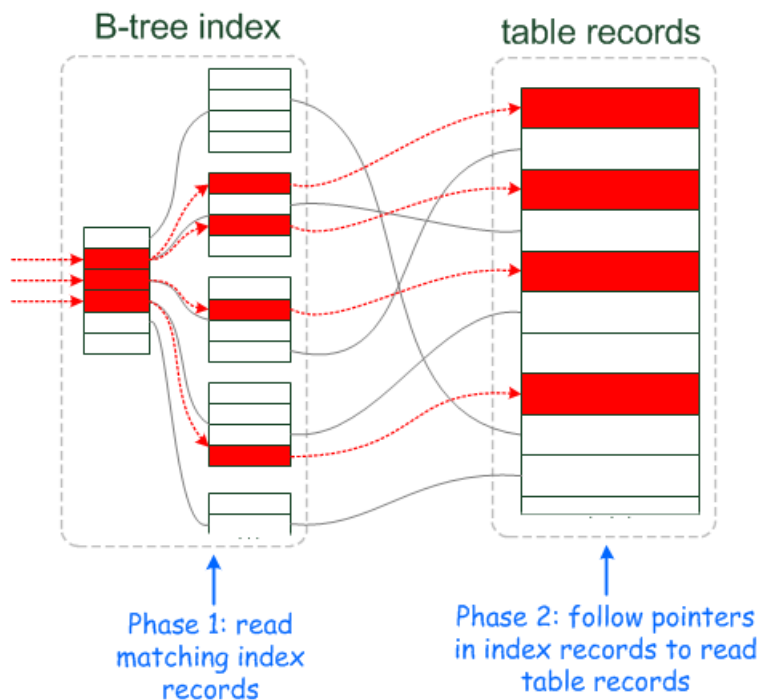 B-tree index
table records
...
. . .
Phase 1: read
matching index
records
Phase 2: follow pointers
in index records to read
table records